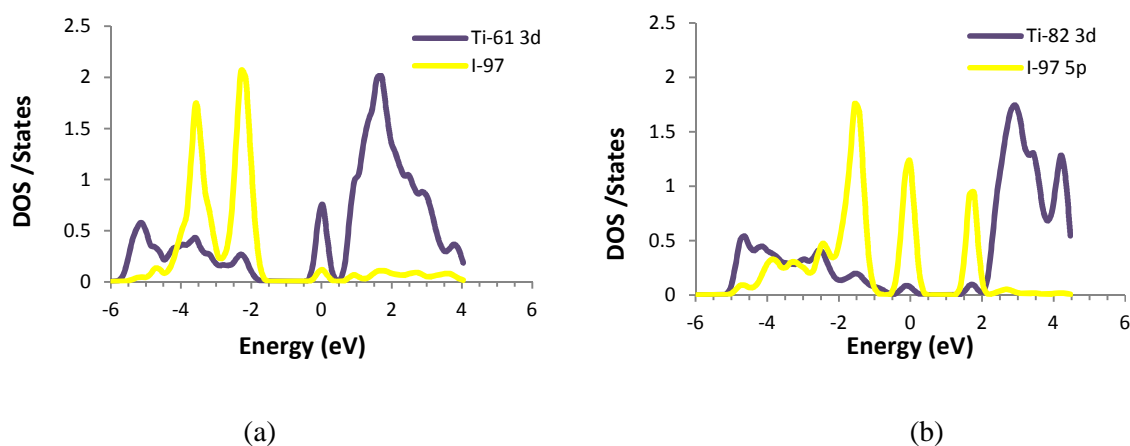 2.5
2
1.5
1
0.5
0
-6 -4 -2 0 2 4 6
DOS /States
Energy (eV)
Ti-61 3d
I-97
(a)
2.5
2
1.5
1
0.5
0
-6 -4 -2 0 2 4 6
DOS /States
Energy (eV)
Ti-82 3d
I-97 5p
(b)